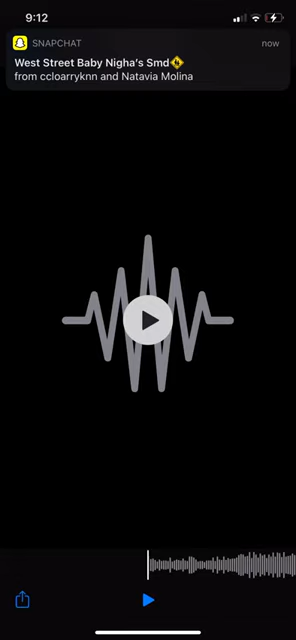 9:12
SNAPCHAT
now
West Street Baby Nigha's Smd🚸
from ccloarryknn and Natavia Molina